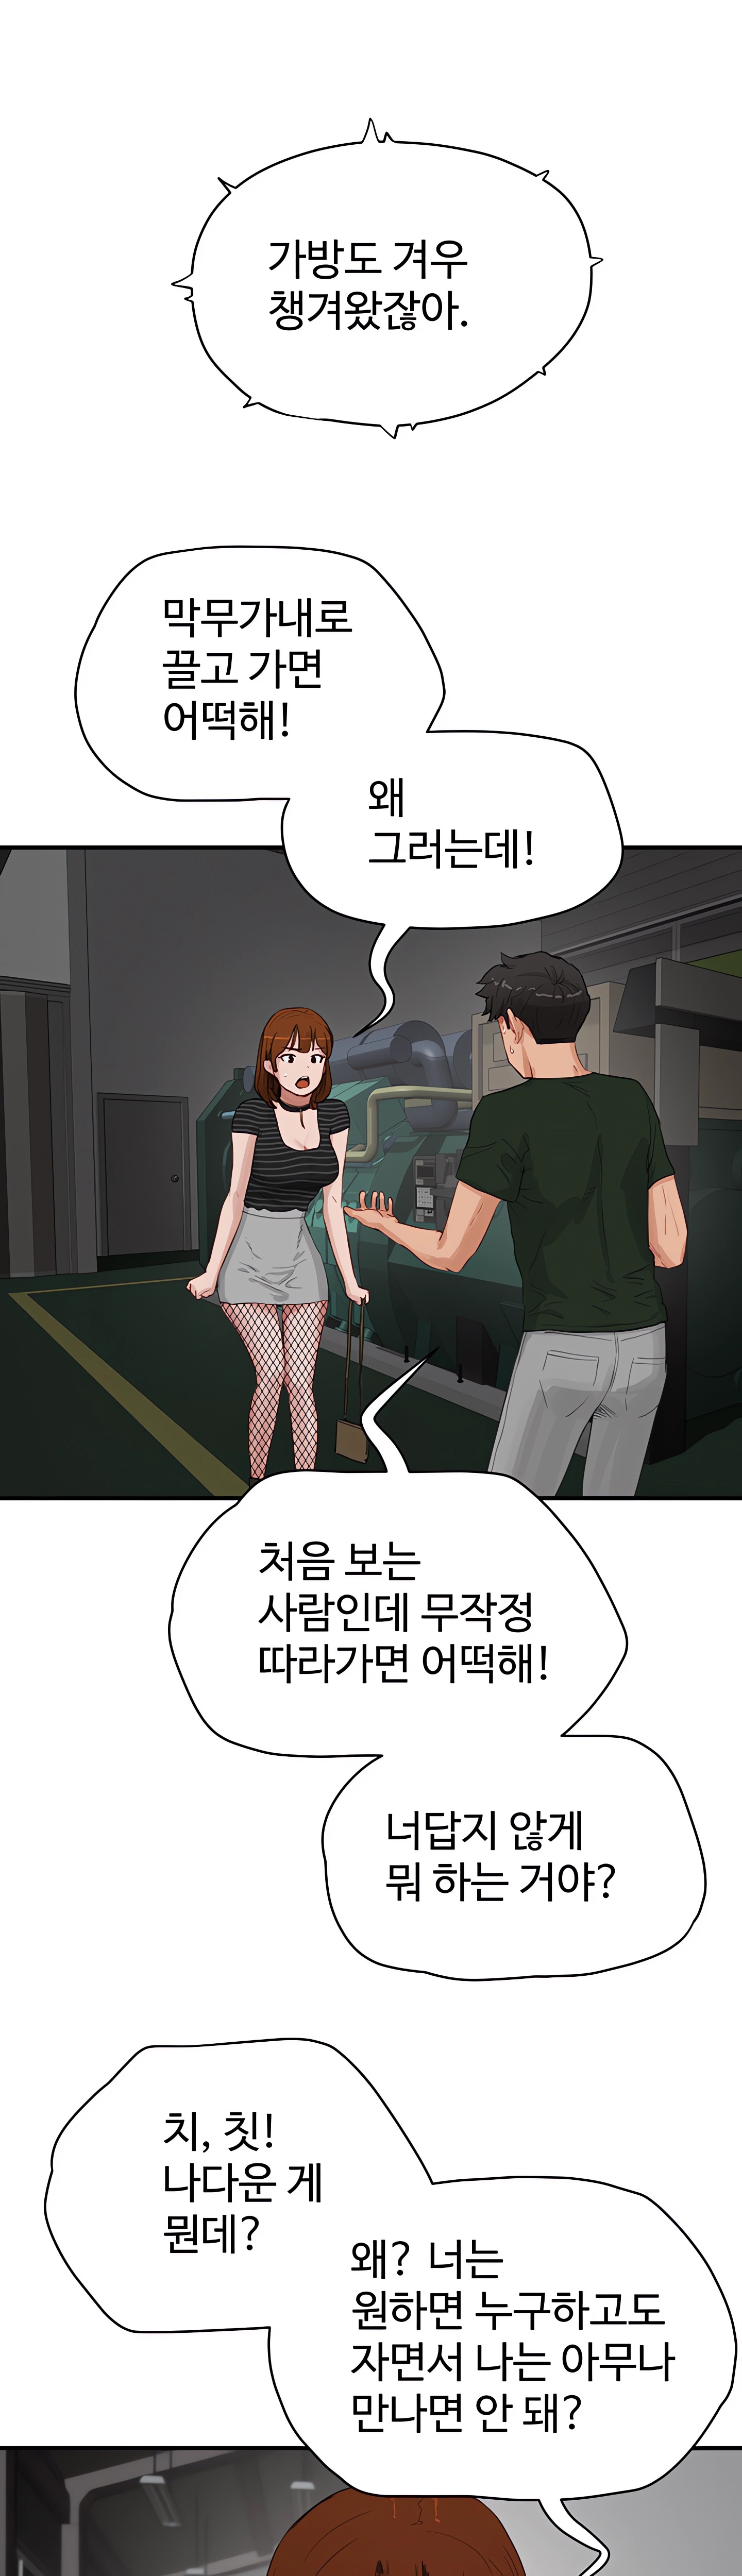 가방도 겨우
챙겨왔잖아.
막무가내로
끌고 가면
어떡해!
왜
그러는데!
처음 보는
사람인데 무작정
따라가면 어떡해!
너답지 않게
뭐 하는 거야?
치, 칫!
나다운 게
뭔데?
왜? 너는
원하면 누구하고도
자면서 나는 아무나
만나면 안 돼?